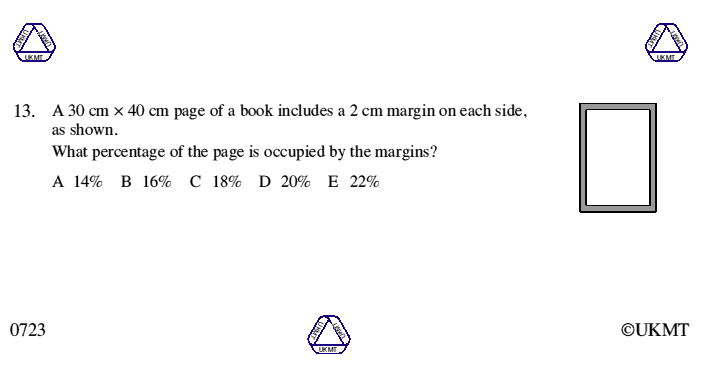 UKMT UKMT UKMT
UKMT UKMT UKMT
13. A 30 cm × 40 cm page of a book includes a 2 cm margin on each side,
as shown.
What percentage of the page is occupied by the margins?
A 14% B 16% C 18% D 20% E 22%
0723
UKMT UKMT UKMT
©UKMT